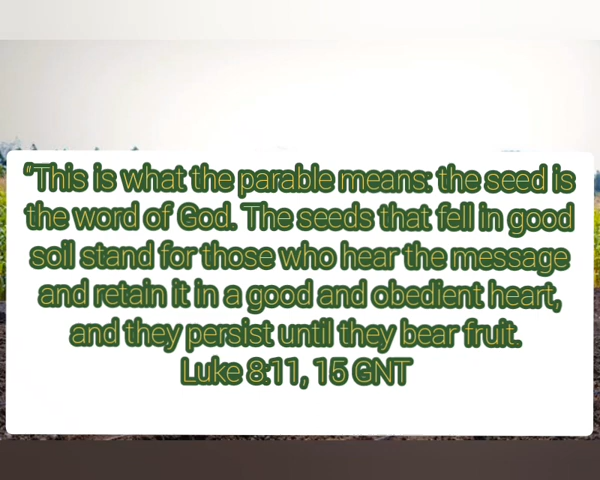 “This is what the parable means: the seed is
the word of God. The seeds that fell in good
soil stand for those who hear the message
and retain it in a good and obedient heart,
and they persist until they bear fruit.
Luke 8:11, 15 GNT